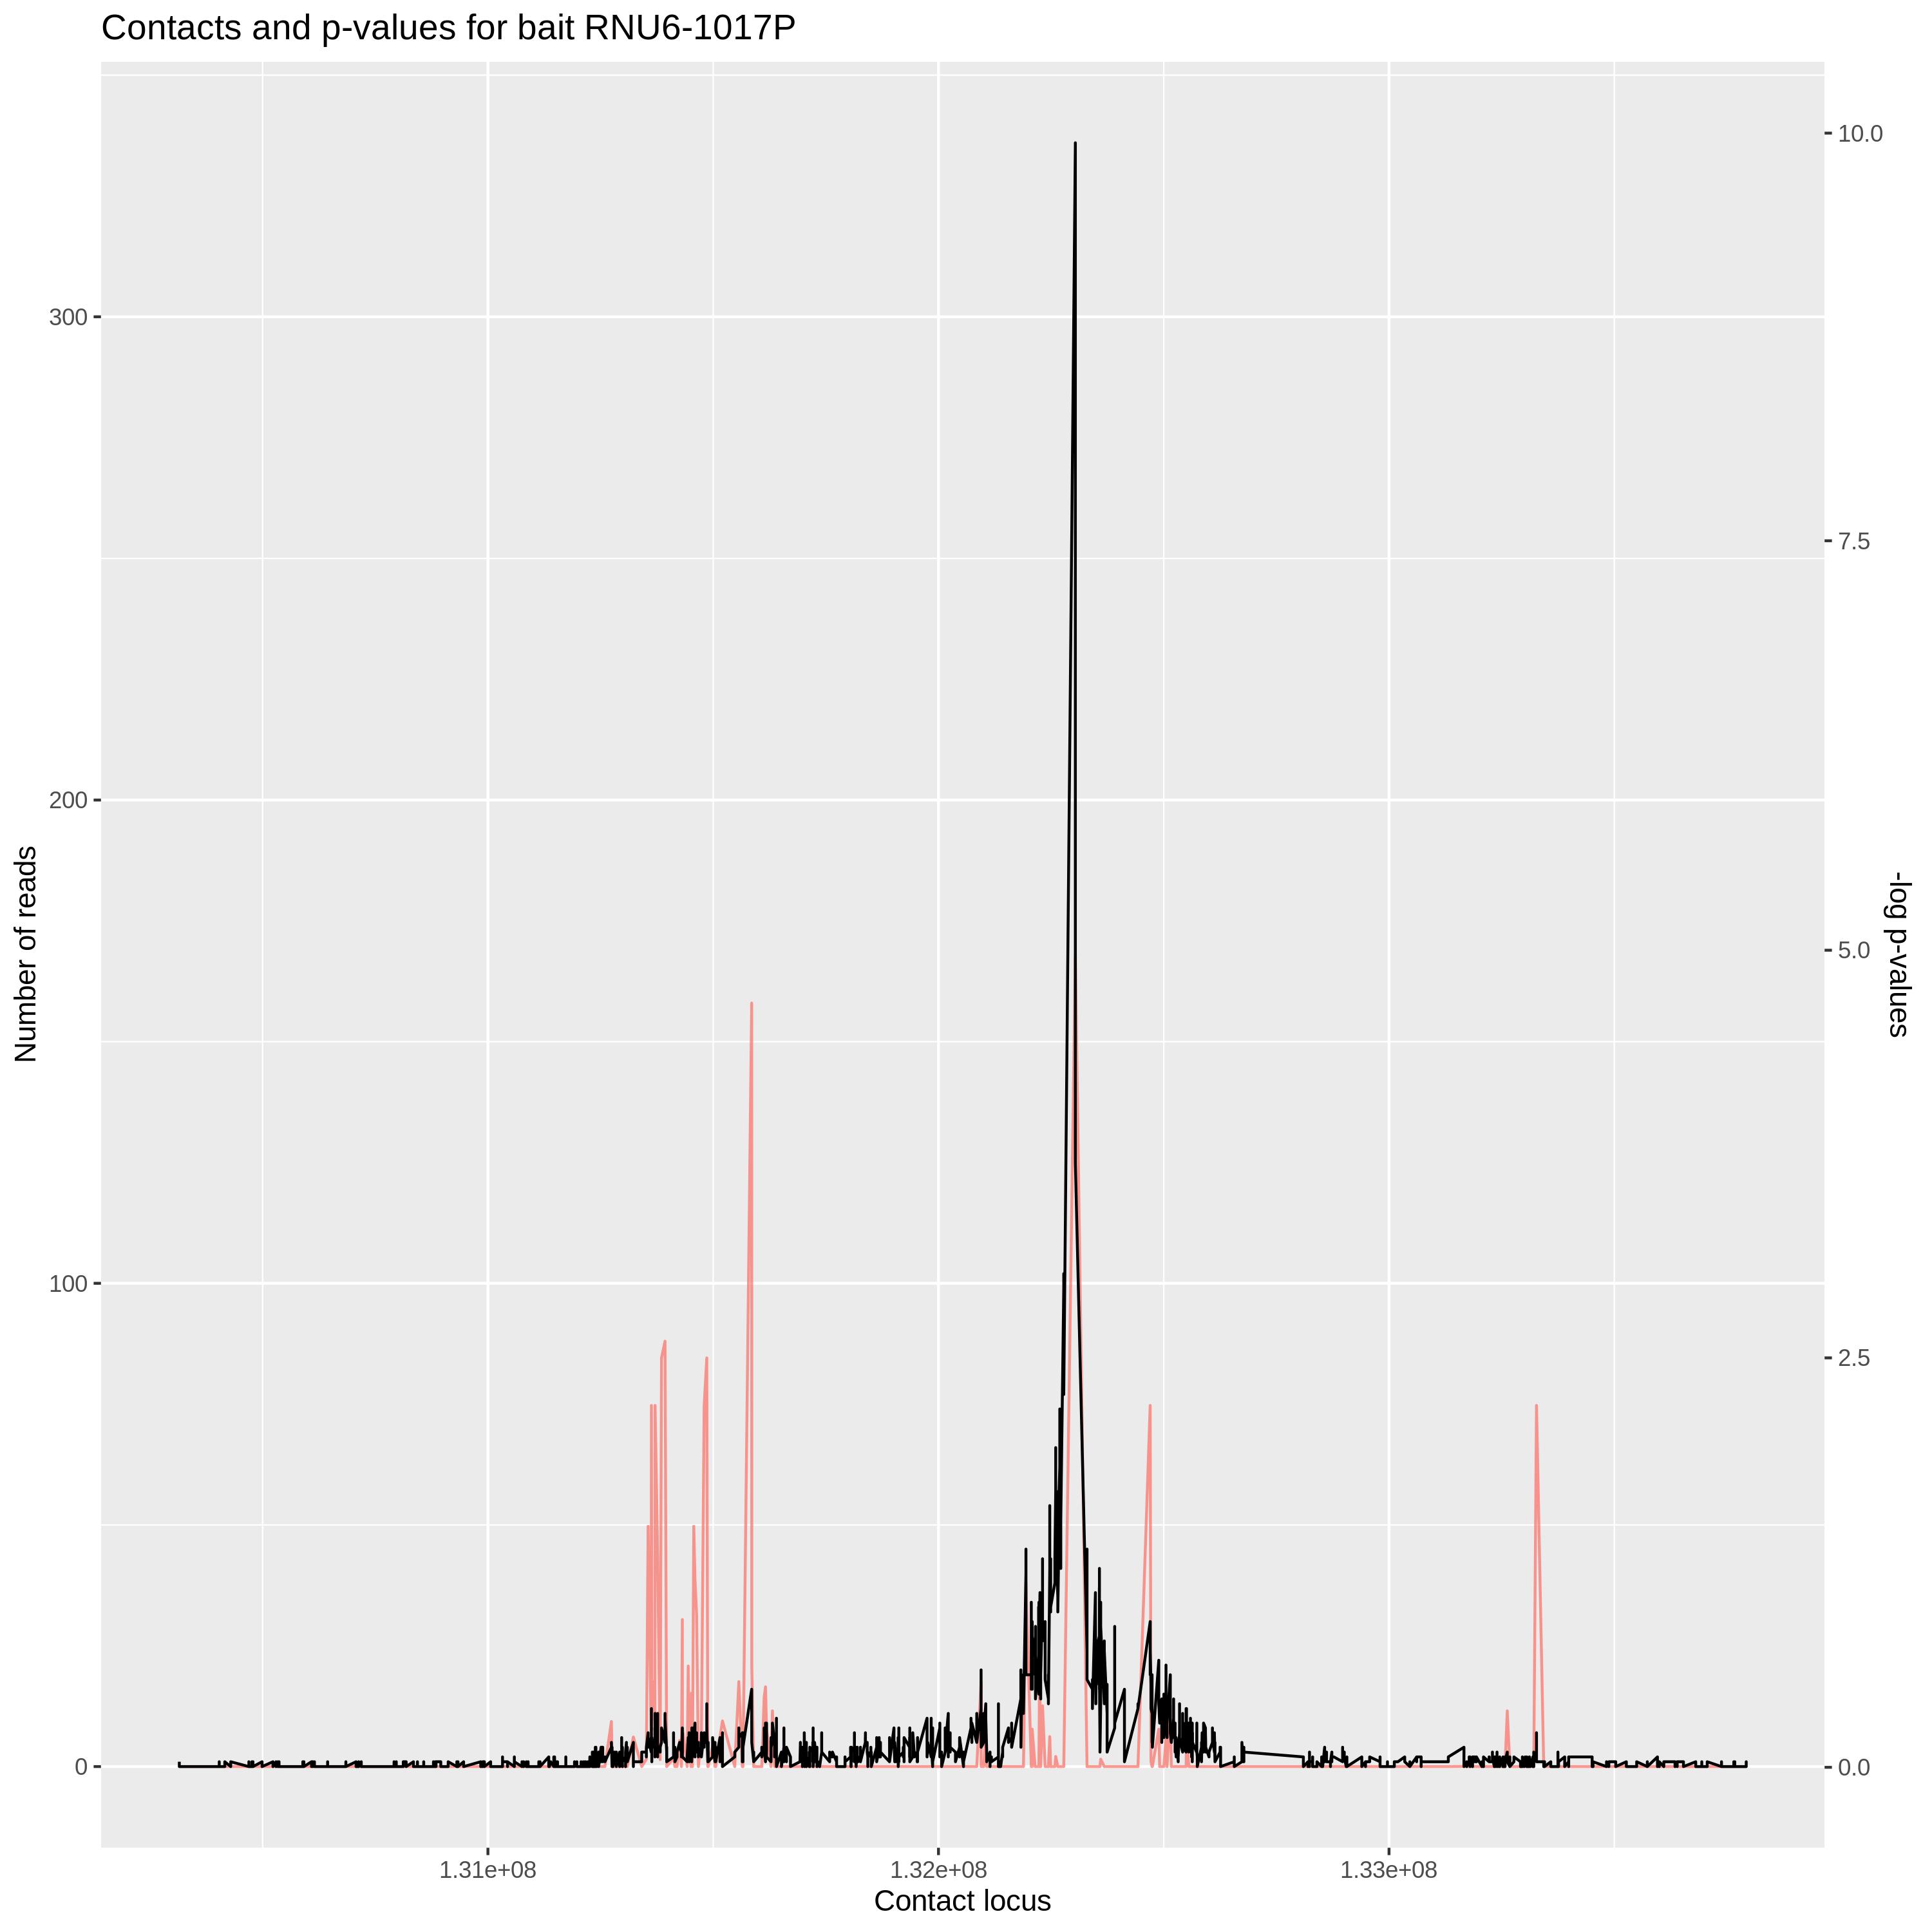 Contacts and p-values for bait RNU6-1017P
Number of reads
300
200
100
0
10.0
7.5
5.0
2.5
0.0
-log p-values
1.31e+08
1.32e+08
1.33e+08
Contact locus